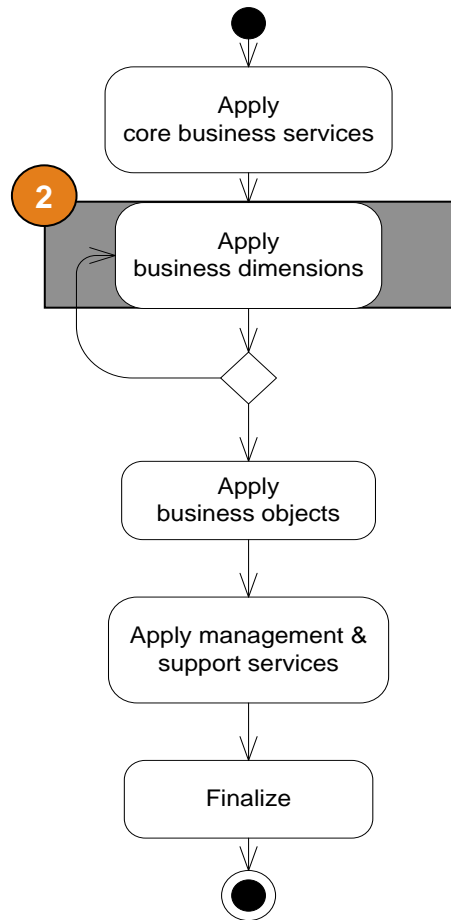 Apply
core business services
2
Apply
business dimensions
Apply
business objects
Apply management &
support services
Finalize